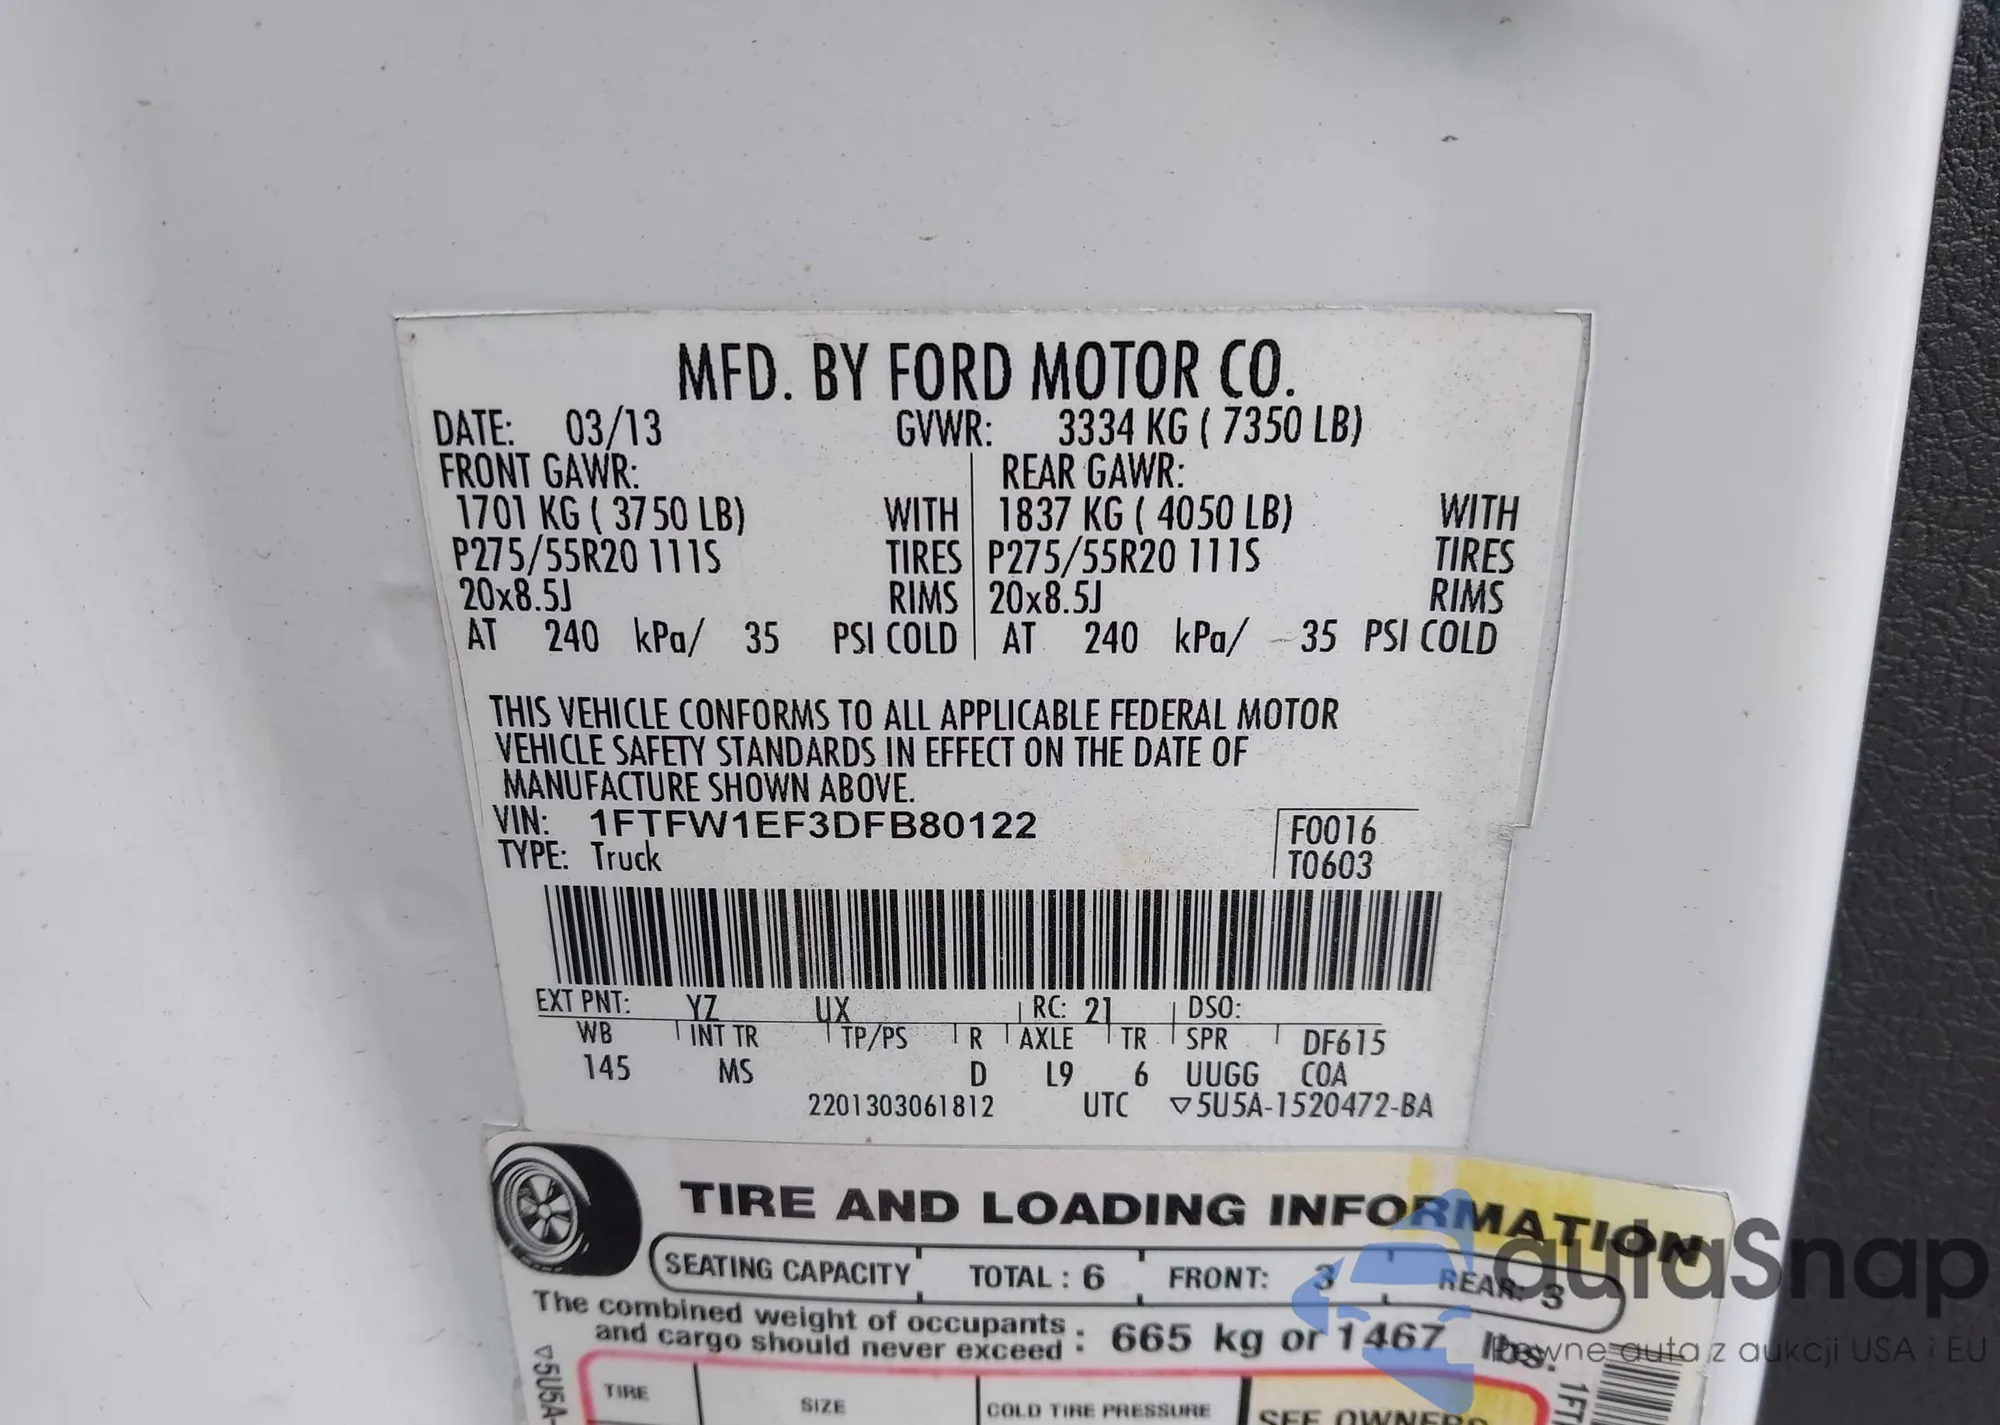 MFD. BY FORD MOTOR CO.
DATE: 03/13 GVWR: 3334 KG ( 7350 LB)
FRONT GAWR: REAR GAWR:
1701 KG ( 3750 LB) WITH 1837 KG ( 4050 LB) WITH
P275/55R20 111S TIRES P275/55R20 111S TIRES
20x8.5J RIMS 20x8.5J RIMS
AT 240 kPa/ 35 PSI COLD AT 240 kPa/ 35 PSI COLD
THIS VEHICLE CONFORMS TO ALL APPLICABLE FEDERAL MOTOR
VEHICLE SAFETY STANDARDS IN EFFECT ON THE DATE OF
MANUFACTURE SHOWN ABOVE.
VIN: 1FTFW1EF3DFB80122 F0016
TYPE: Truck T0603
EXT PNT: YZ UX RC: 21 DSO:
WB INT TR TP/PS R AXLE TR SPR DF615
145 MS D L9 6 UUGG COA
2201303061812 UTC ▽5U5A-1520472-BA
TIRE AND LOADING INFORMATION
SEATING CAPACITY TOTAL : 6 FRONT: 3 REAR: 3
The combined weight of occupants
and cargo should never exceed : 665 kg or 1467 lbs.
TIRE SIZE COLD TIRE PRESSURE SEE OWNERS
▽5U5A-
1FT
autaSnap
Pewne auta z aukcji USA i EU